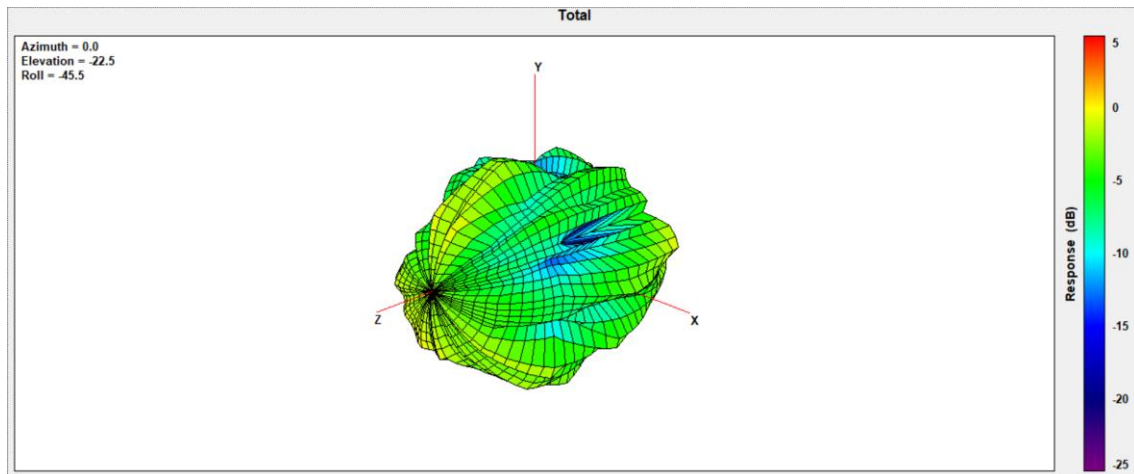 Total
Azimuth = 0.0
Elevation = -22.5
Roll = -45.5
Y
Z
X
5
0
-5
-10
-15
-20
-25
Response (dB)